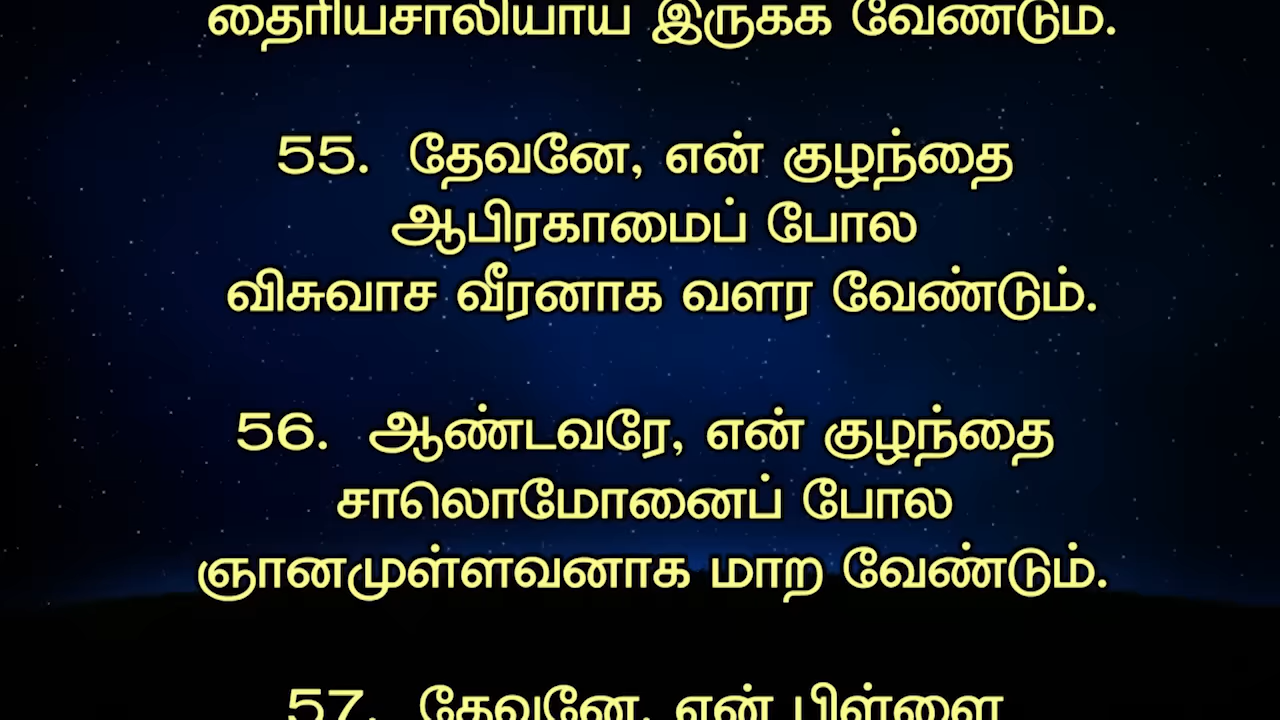 தைரியசாலியாய் இருக்க வேண்டும்.
55. தேவனே, என் குழந்தை
ஆபிரகாமைப் போல
விசுவாச வீரனாக வளர வேண்டும்.
56. ஆண்டவரே, என் குழந்தை
சாலொமோனைப் போல
ஞானமுள்ளவனாக மாற வேண்டும்.
57. தேவனே, என் பிள்ளை